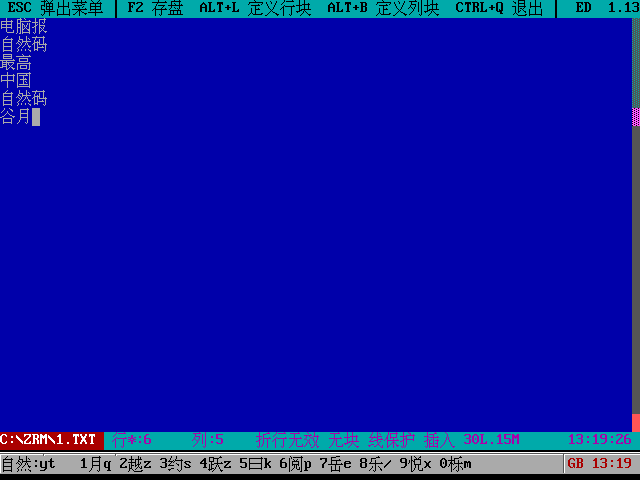 ESC 弹出菜单 F2 存盘 ALT+L 定义行块 ALT+B 定义列块 CTRL+Q 退出 ED 1.13
电脑报
自然码
最高
中国
自然码
谷月
C:\ZRM\1.TXT 行*:6 列:5 折行无效 无块 线保护 插入 30L.15M 13:19:26
自然:yt 1月q 2越z 3约s 4跃z 5曰k 6阅p 7岳e 8乐/ 9悦x 0栎m GB 13:19